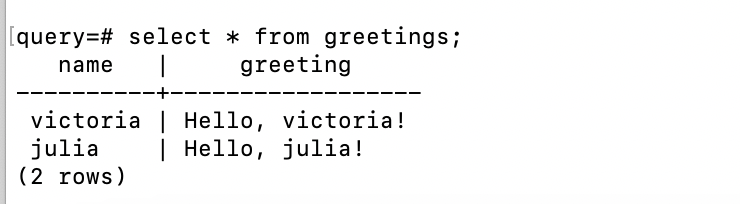 [query=# select * from greetings;
   name   |     greeting
----------+------------------
 victoria | Hello, victoria!
 julia    | Hello, julia!
(2 rows)